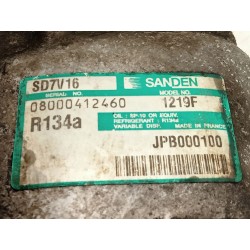 SD7V16 SANDEN
SERIAL NO. MODEL NO.
08000412460 1219F
R134a
OIL : SP-10 OR EQUIV.
REFRIGERANT : R134a
VARIABLE DISP. MADE IN FRANCE
JPB000100